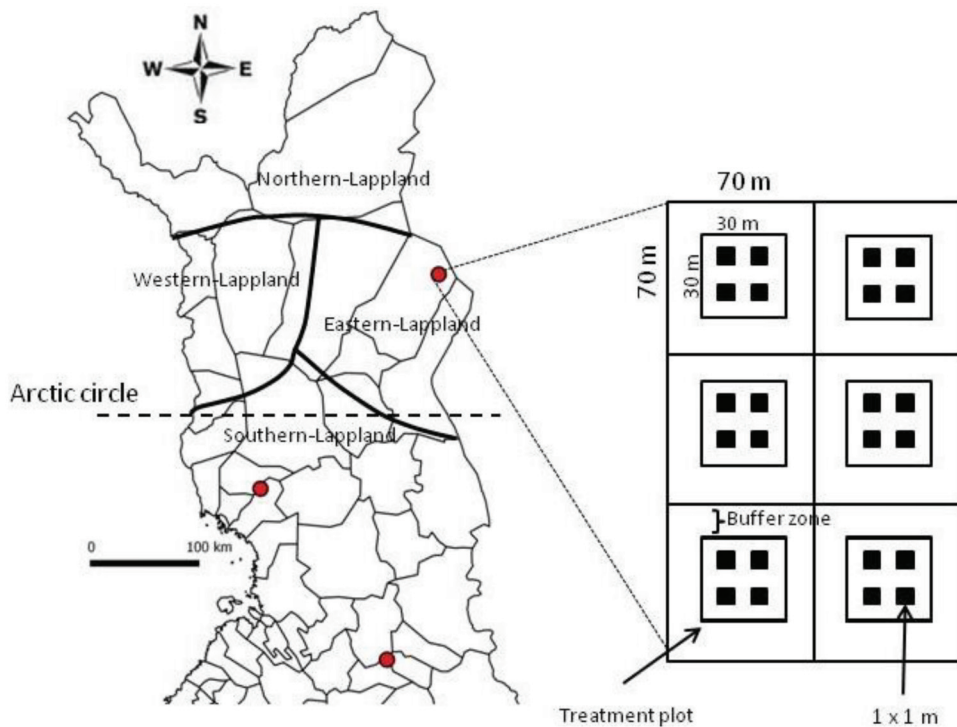 N
W E
S
Northern-Lappland
Western-Lappland
Eastern-Lappland
Arctic circle
Southern-Lappland
0 100 km
70 m
70 m
30 m
30 m
Buffer zone
Treatment plot
1 x 1 m